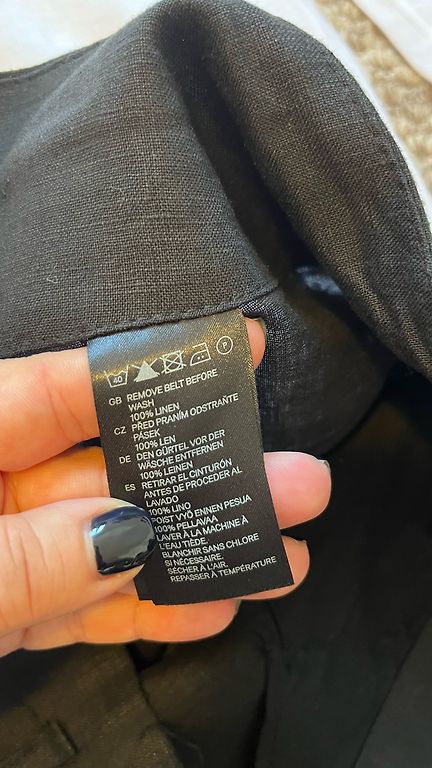 40 P
GB REMOVE BELT BEFORE
WASH
100% LINEN
CZ PŘED PRANÍM ODSTRAŇTE
PÁSEK
100% LEN
DE DEN GÜRTEL VOR DER
WÄSCHE ENTFERNEN
100% LEINEN
ES RETIRAR EL CINTURÓN
ANTES DE PROCEDER AL
LAVADO
100% LINO
POIST VYÖ ENNEN PESUA
100% PELLAVAA
LAVER À LA MACHINE À
L'EAU TIÈDE.
BLANCHIR SANS CHLORE
SI NÉCESSAIRE.
SÉCHER À L'AIR.
REPASSER À TEMPÉRATURE